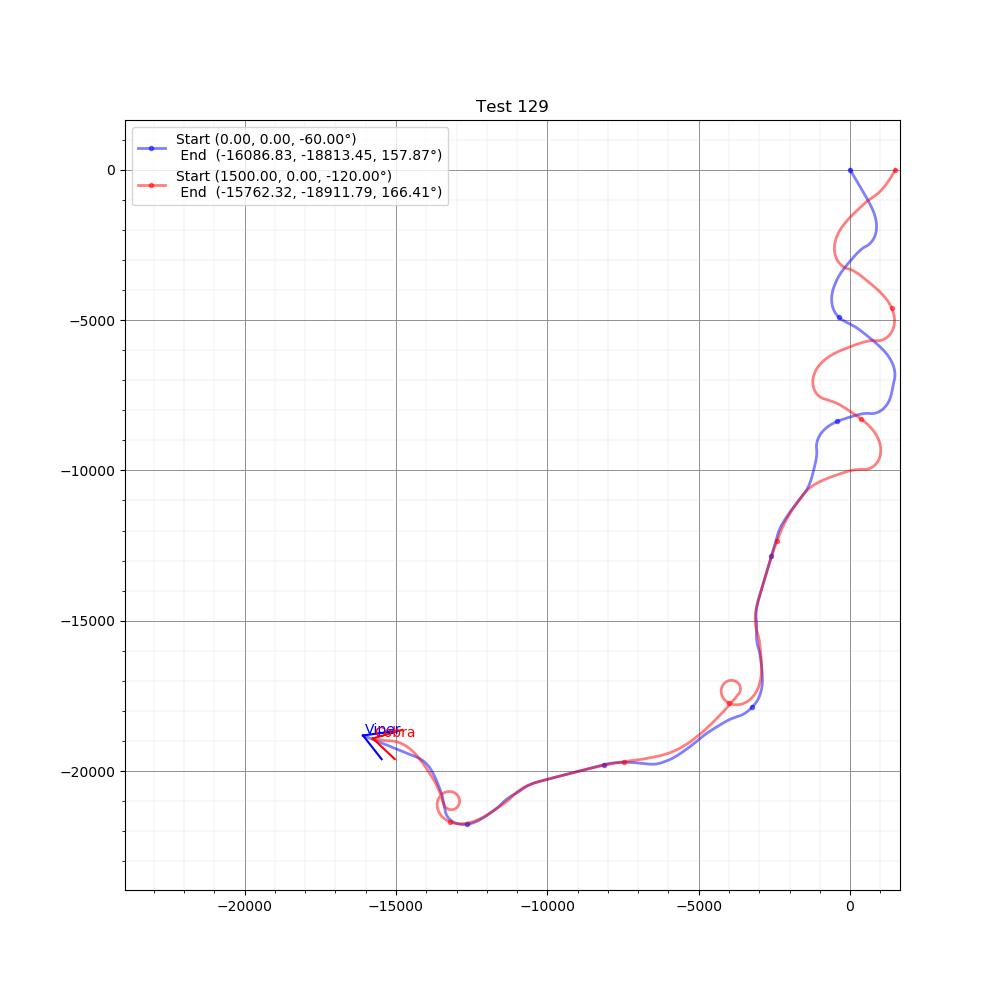 Test 129
Start (0.00, 0.00, -60.00°)
End  (-16086.83, -18813.45, 157.87°)
Start (1500.00, 0.00, -120.00°)
End  (-15762.32, -18911.79, 166.41°)
0
−5000
−10000
−15000
−20000
Viper
Cobra
−20000 −15000 −10000 −5000 0